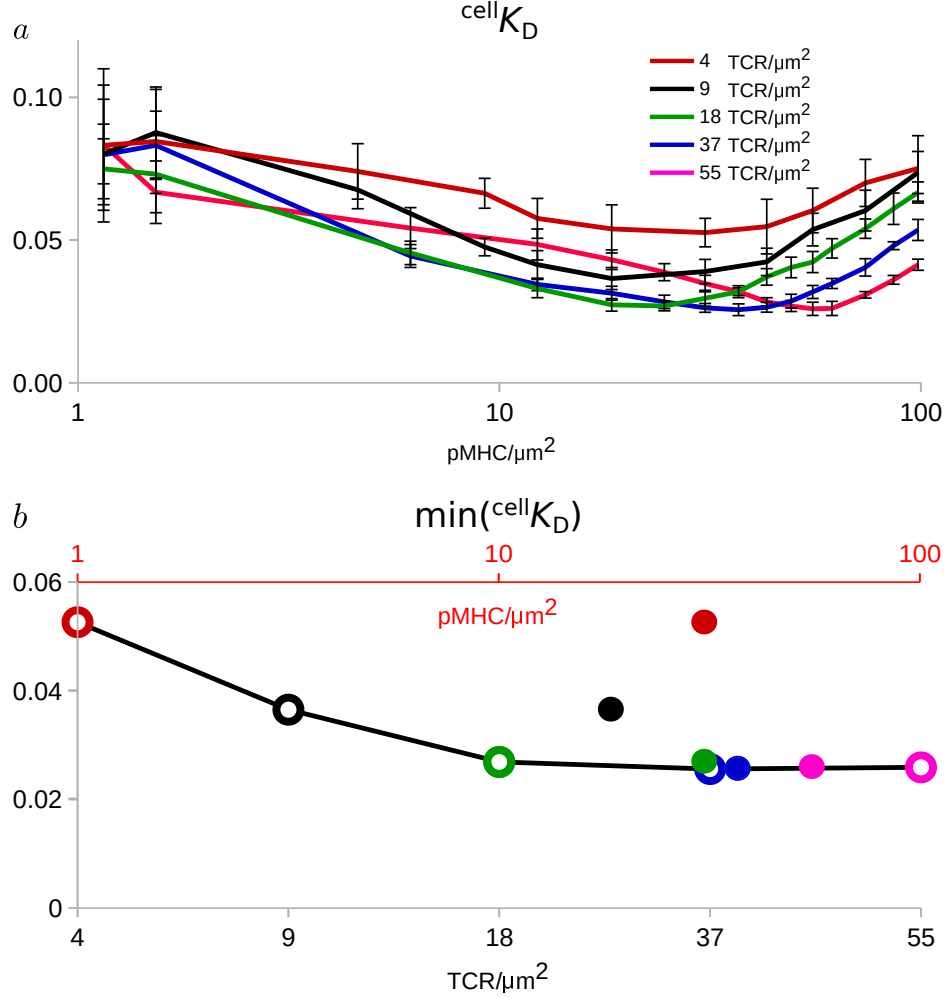 a
cellKD
4 TCR/μm²
9 TCR/μm²
18 TCR/μm²
37 TCR/μm²
55 TCR/μm²
0.10
0.05
0.00
1 10 100
pMHC/μm²
b
min(cellKD)
1 10 100
pMHC/μm²
0.06
0.04
0.02
0
4 9 18 37 55
TCR/μm²